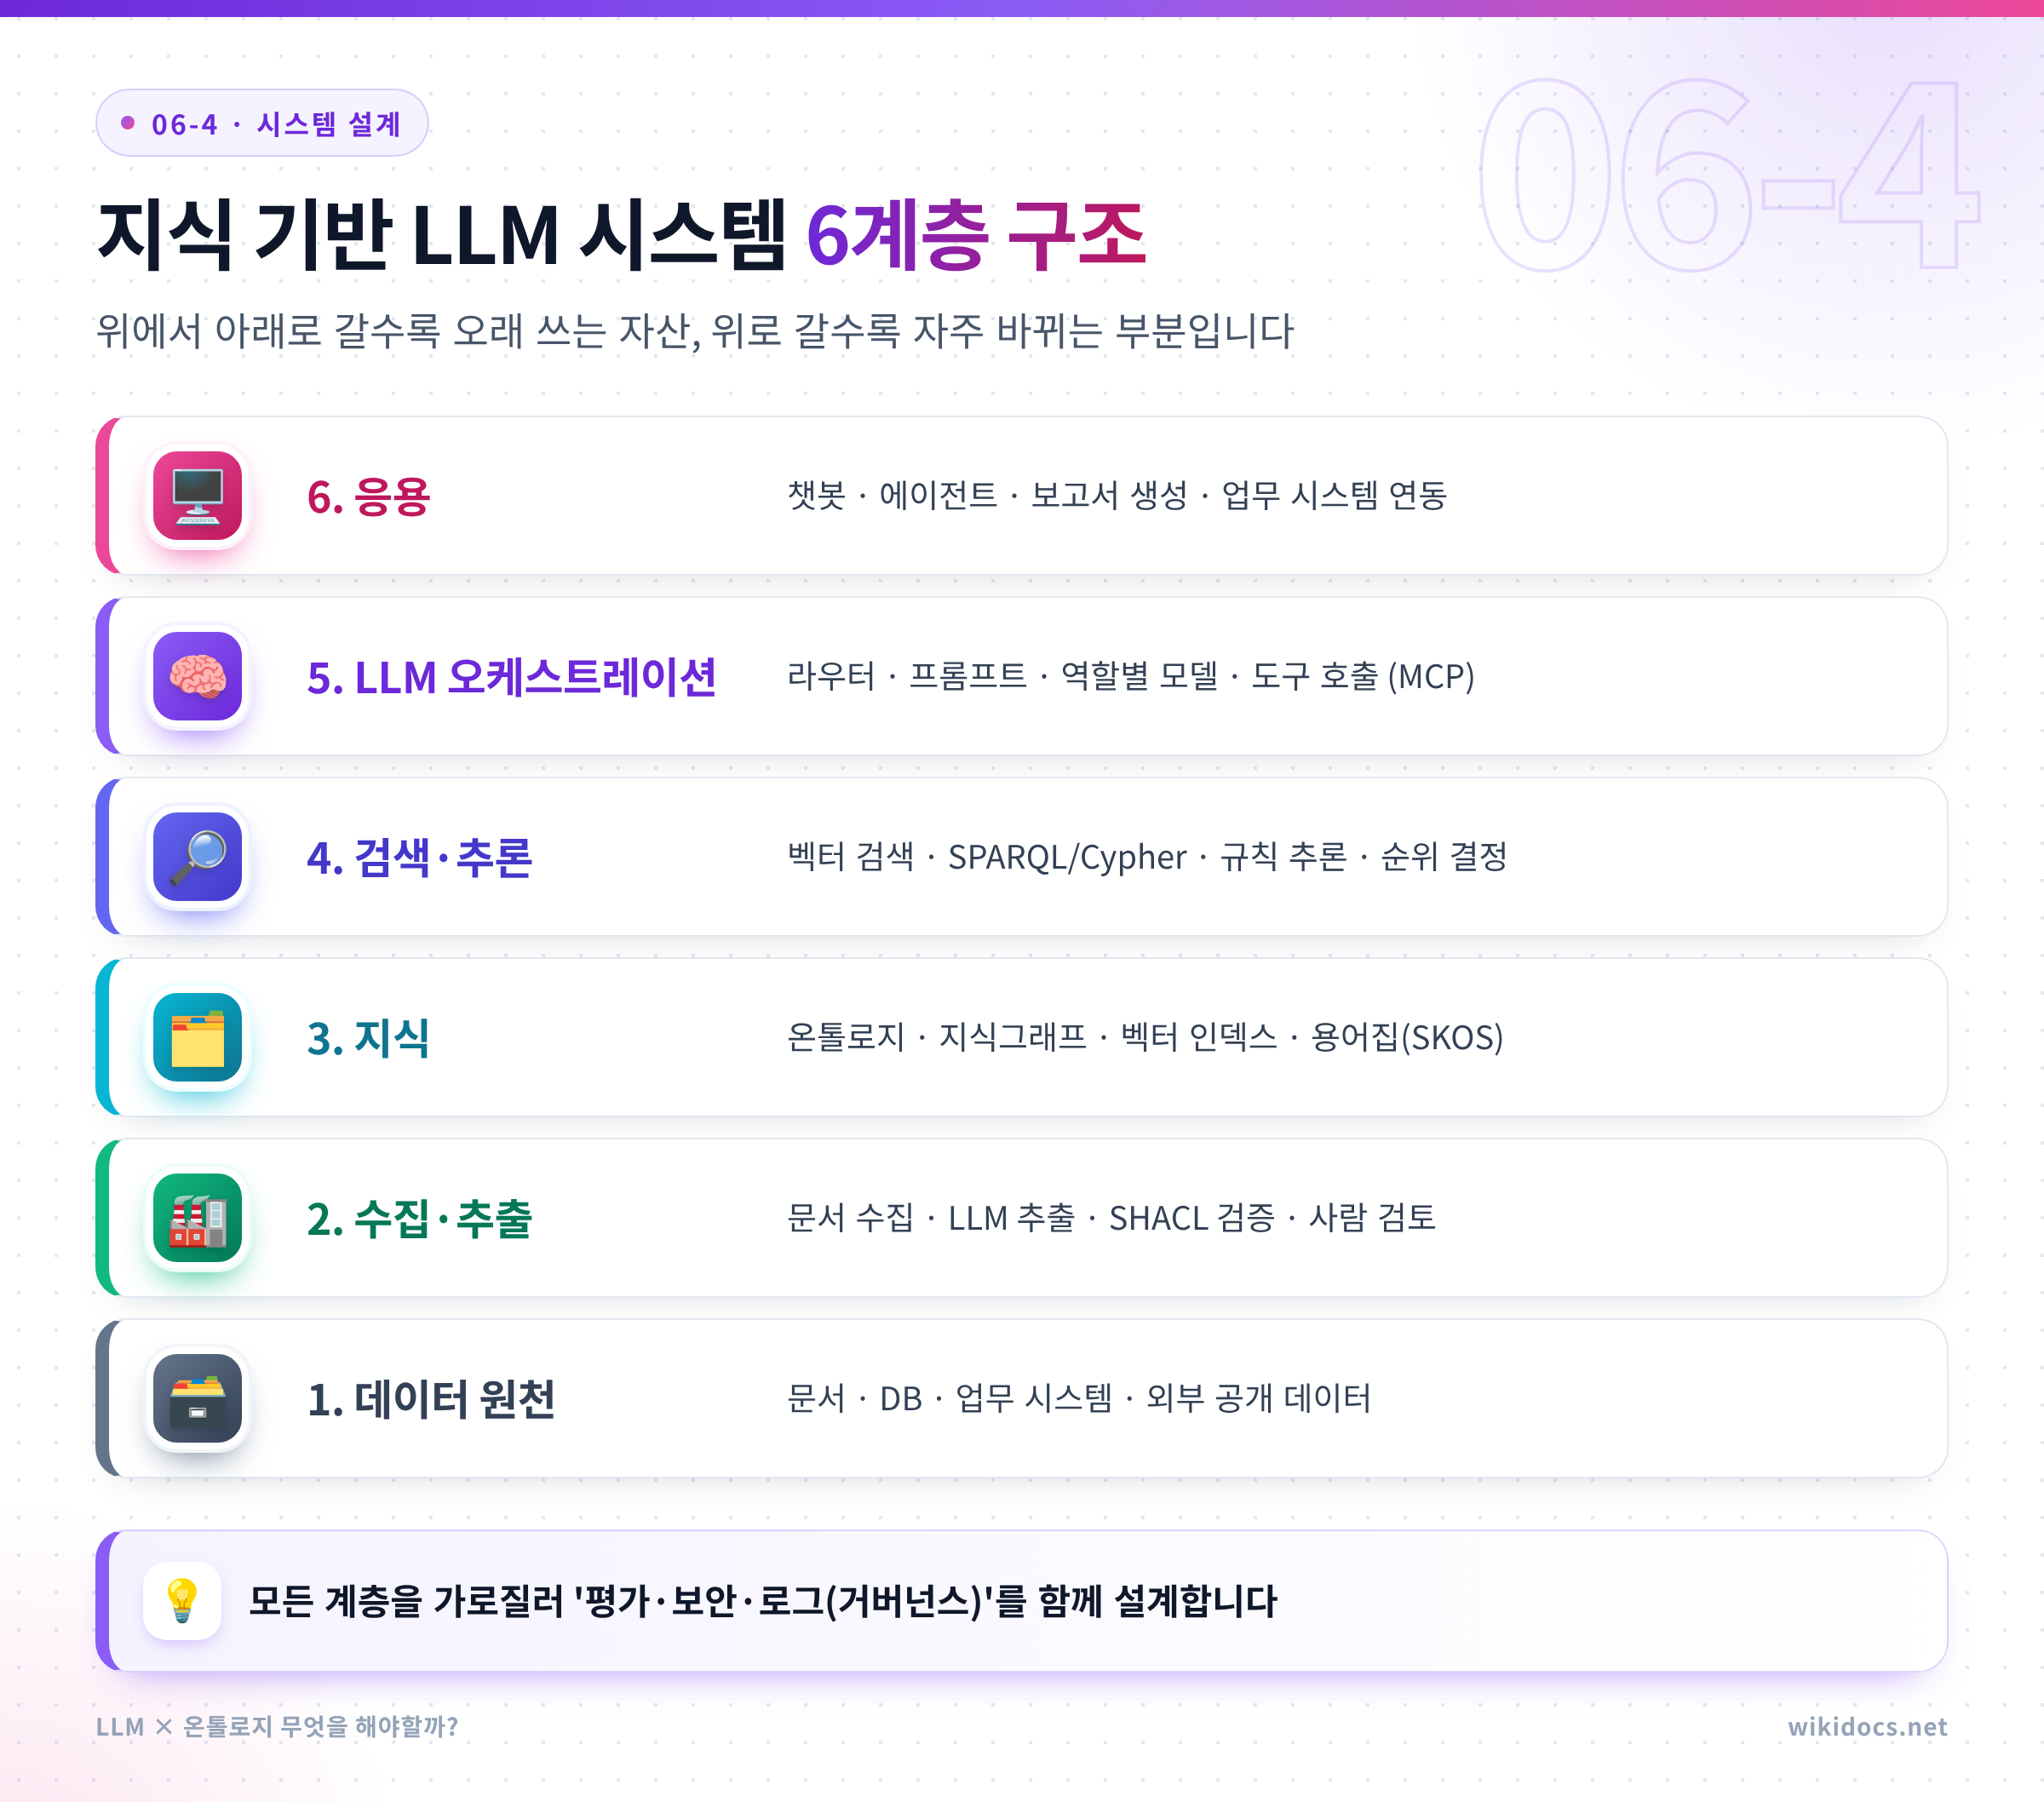 06-4 · 시스템 설계
06-4
지식 기반 LLM 시스템 6계층 구조
위에서 아래로 갈수록 오래 쓰는 자산, 위로 갈수록 자주 바뀌는 부분입니다
6. 응용
챗봇 · 에이전트 · 보고서 생성 · 업무 시스템 연동
5. LLM 오케스트레이션
라우터 · 프롬프트 · 역할별 모델 · 도구 호출 (MCP)
4. 검색·추론
벡터 검색 · SPARQL/Cypher · 규칙 추론 · 순위 결정
3. 지식
온톨로지 · 지식그래프 · 벡터 인덱스 · 용어집(SKOS)
2. 수집·추출
문서 수집 · LLM 추출 · SHACL 검증 · 사람 검토
1. 데이터 원천
문서 · DB · 업무 시스템 · 외부 공개 데이터
모든 계층을 가로질러 '평가·보안·로그(거버넌스)'를 함께 설계합니다
LLM × 온톨로지 무엇을 해야할까?
wikidocs.net